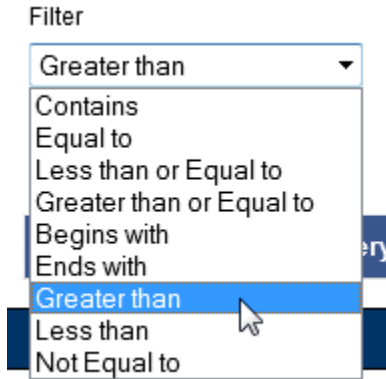 Filter
Greater than
Contains
Equal to
Less than or Equal to
Greater than or Equal to
Begins with
Ends with
Greater than
Less than
Not Equal to